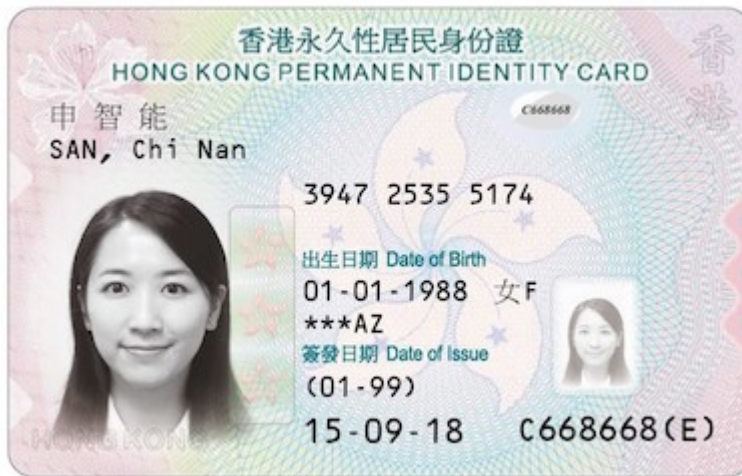 香港永久性居民身份證
HONG KONG PERMANENT IDENTITY CARD
香港
申智能
C668668
SAN, Chi Nan
3947 2535 5174
出生日期 Date of Birth
01-01-1988 女F
***AZ
簽發日期 Date of Issue
(01-99)
15-09-18 C668668(E)
HONG KONG